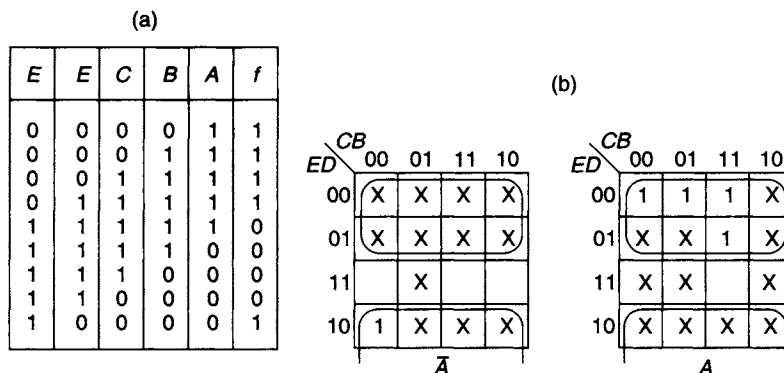 (a)
E E C B A f
0 0 0 0 1 1
0 0 0 1 1 1
0 0 1 1 1 1
0 1 1 1 1 1
1 1 1 1 1 0
1 1 1 1 0 0
1 1 1 0 0 0
1 1 0 0 0 0
1 0 0 0 0 1
(b)
CB
ED 00 01 11 10
00 X X X X
01 X X X X
11 X
10 1 X X X
Ā
CB
ED 00 01 11 10
00 1 1 1 X
01 X X 1 X
11 X X X
10 X X X X
A